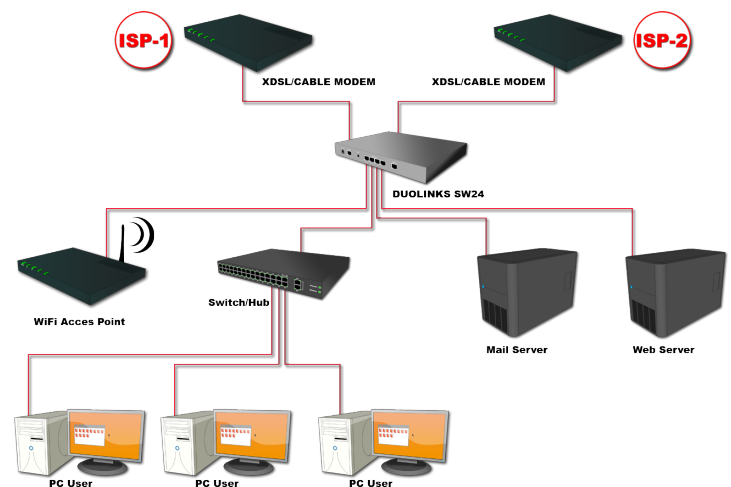 ISP-1
ISP-2
XDSL/CABLE MODEM
XDSL/CABLE MODEM
DUOLINKS SW24
Switch/Hub
WiFi Acces Point
Mail Server
Web Server
PC User
PC User
PC User